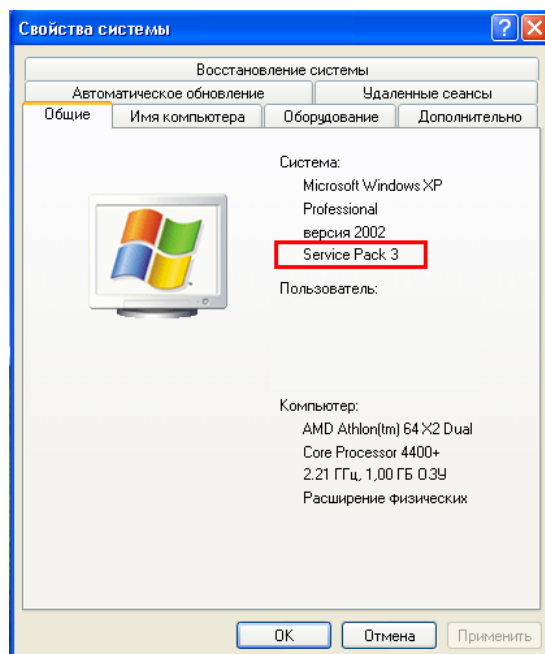 Свойства системы
Восстановление системы
Автоматическое обновление
Удаленные сеансы
Общие
Имя компьютера
Оборудование
Дополнительно
Система:
Microsoft Windows XP
Professional
версия 2002
Service Pack 3
Пользователь:
Компьютер:
AMD Athlon(tm) 64 X2 Dual
Core Processor 4400+
2.21 ГГц, 1,00 ГБ ОЗУ
Расширение физических
OK
Отмена
Применить